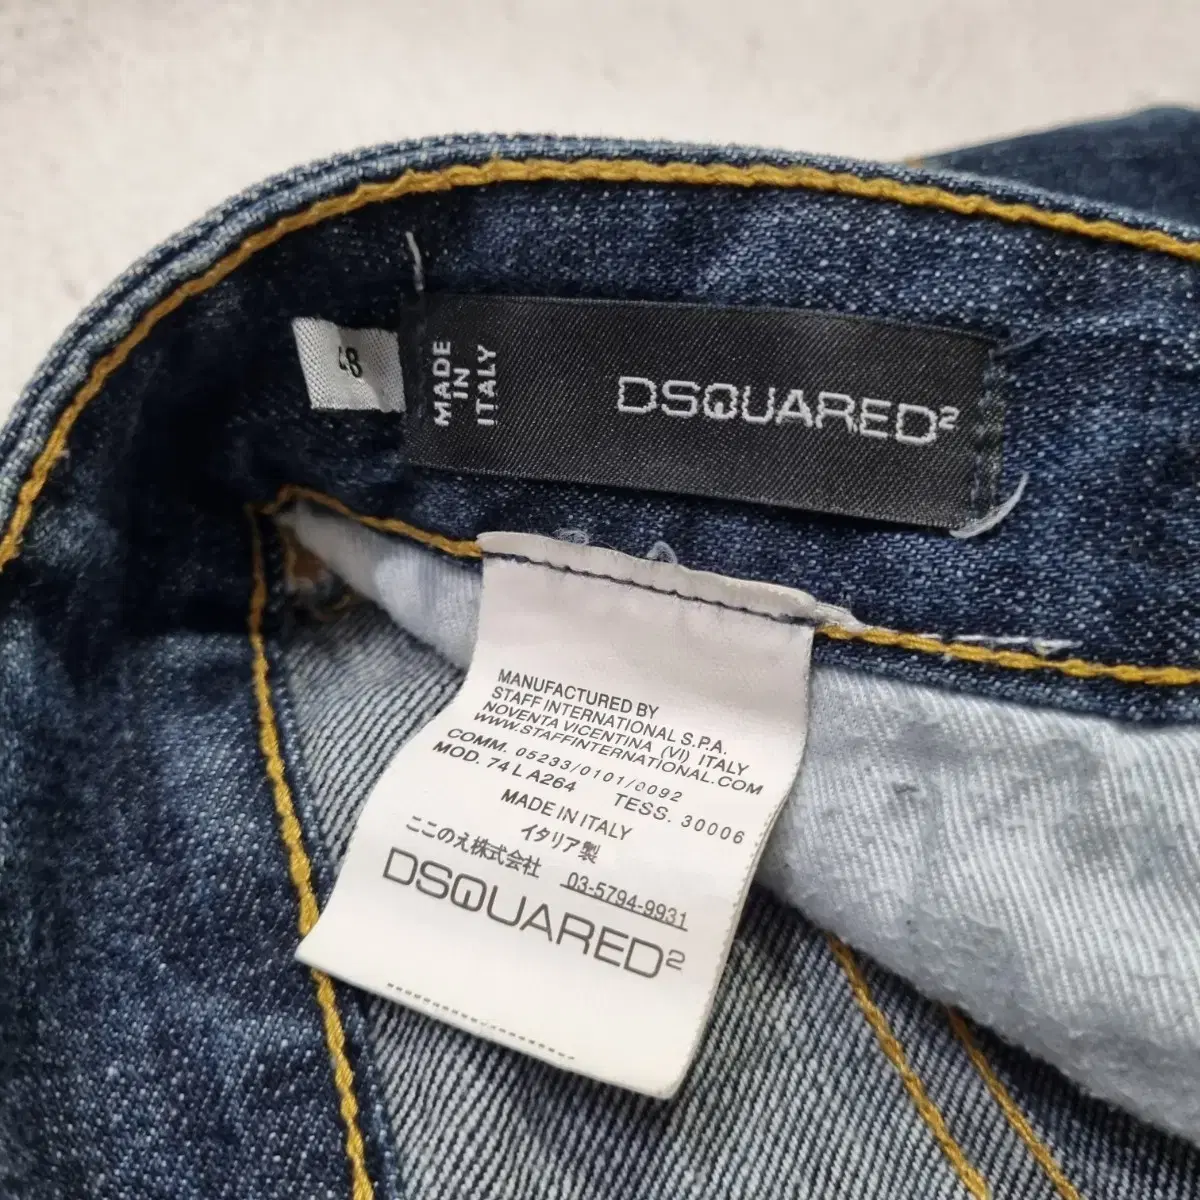 48
MADE
IN
ITALY
DSQUARED2
MANUFACTURED BY
STAFF INTERNATIONAL S.P.A.
NOVENTA VICENTINA (VI) ITALY
WWW.STAFFINTERNATIONAL.COM
COMM. 05233/0101/0092
MOD. 74 L A264 TESS. 30006
MADE IN ITALY
イタリア製
ここのえ株式会社 03-5794-9931
DSQUARED2